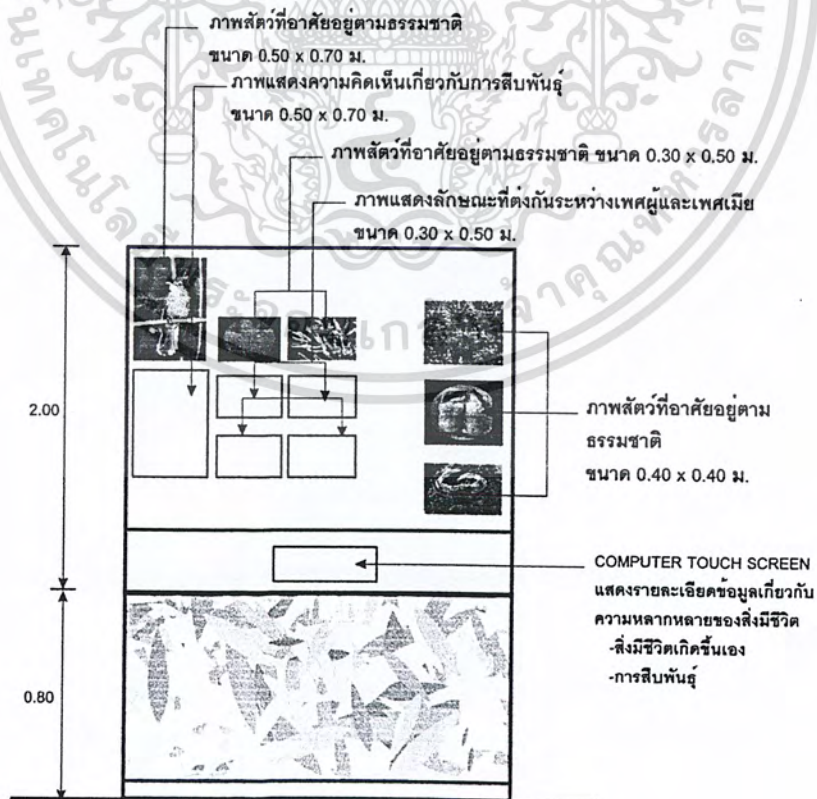 ภาพสัตว์ที่อาศัยอยู่ตามธรรมชาติ
ขนาด 0.50 x 0.70 ม.
ภาพแสดงความคิดเห็นเกี่ยวกับการสืบพันธุ์
ขนาด 0.50 x 0.70 ม.
ภาพสัตว์ที่อาศัยอยู่ตามธรรมชาติ ขนาด 0.30 x 0.50 ม.
ภาพแสดงลักษณะที่ต่งกันระหว่างเพศผู้และเพศเมีย
ขนาด 0.30 x 0.50 ม.
2.00
ภาพสัตว์ที่อาศัยอยู่ตาม
ธรรมชาติ
ขนาด 0.40 x 0.40 ม.
COMPUTER TOUCH SCREEN
แสดงรายละเอียดข้อมูลเกี่ยวกับ
ความหลากหลายของสิ่งมีชีวิต
-สิ่งมีชีวิตเกิดขึ้นเอง
-การสืบพันธุ์
0.80